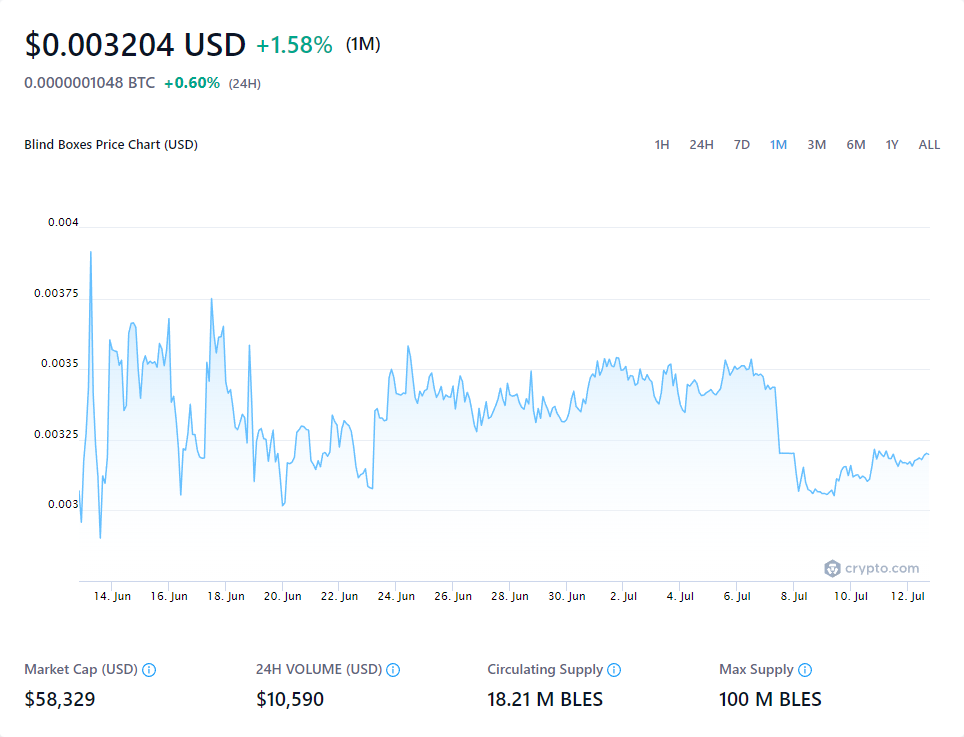 $0.003204 USD +1.58% (1M)
0.0000001048 BTC +0.60% (24H)
Blind Boxes Price Chart (USD) 1H 24H 7D 1M 3M 6M 1Y ALL
0.004
0.00375
0.0035
0.00325
0.003
crypto.com
14. Jun 16. Jun 18. Jun 20. Jun 22. Jun 24. Jun 26. Jun 28. Jun 30. Jun 2. Jul 4. Jul 6. Jul 8. Jul 10. Jul 12. Jul
Market Cap (USD) 24H VOLUME (USD) Circulating Supply Max Supply
$58,329 $10,590 18.21 M BLES 100 M BLES